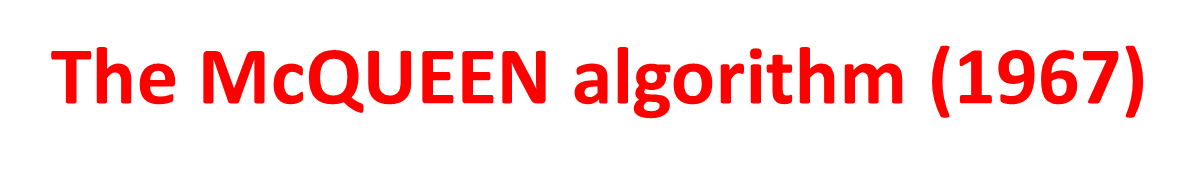 The McQUEEN algorithm (1967)